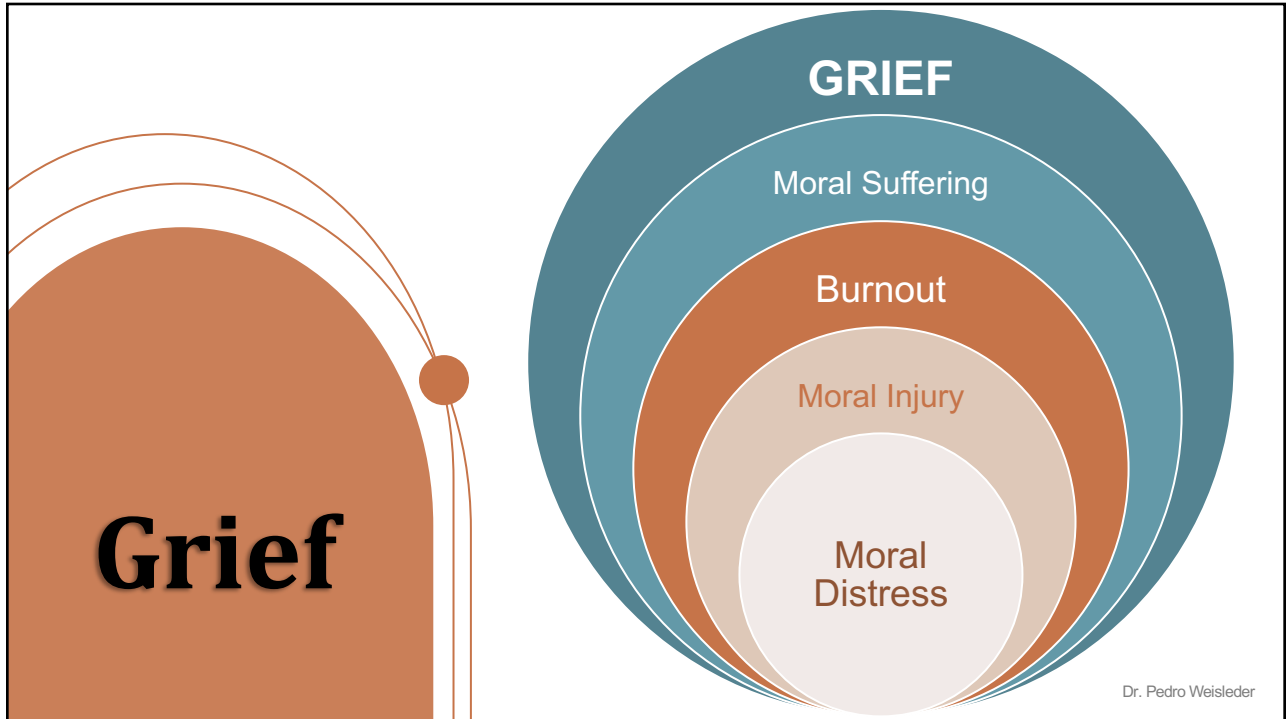 GRIEF
Moral Suffering
Burnout
Moral Injury
Moral
Distress
Grief
Dr. Pedro Weisleder